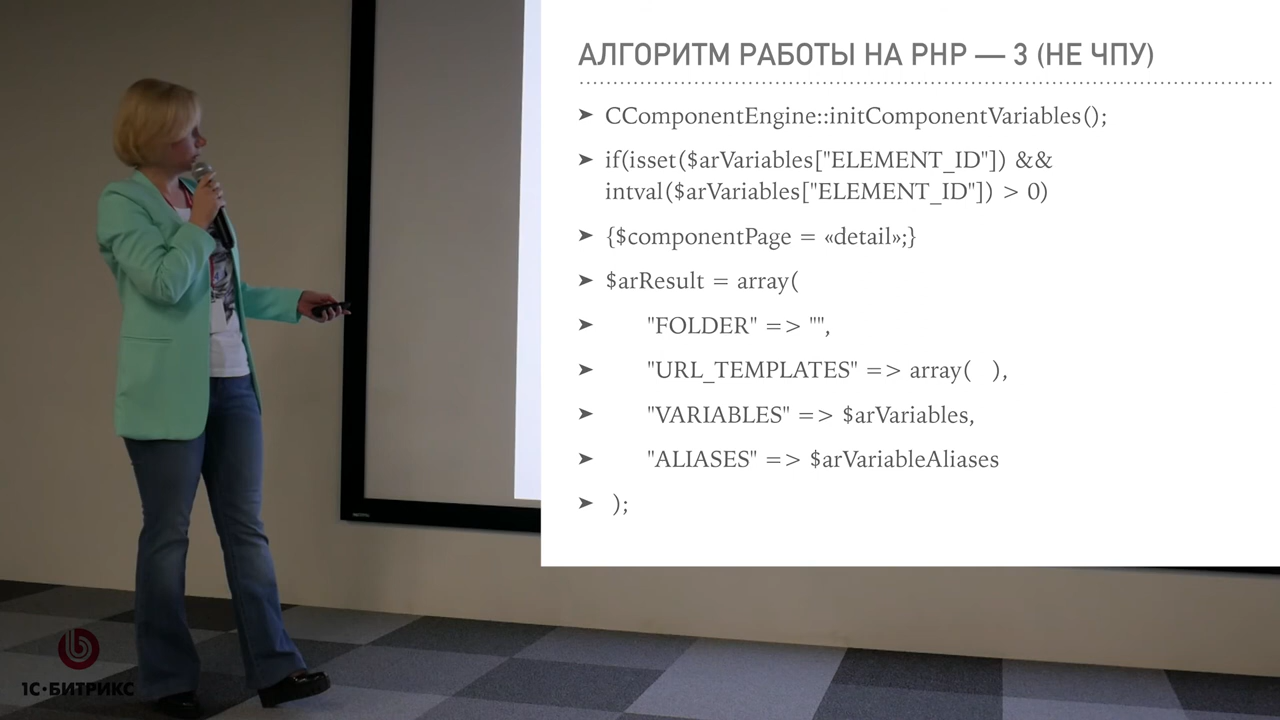 АЛГОРИТМ РАБОТЫ НА PHP — 3 (НЕ ЧПУ)
➤ CComponentEngine::initComponentVariables();
➤ if(isset($arVariables["ELEMENT_ID"]) &&
intval($arVariables["ELEMENT_ID"]) > 0)
➤ {$componentPage = «detail»;}
➤ $arResult = array(
➤ "FOLDER" => "",
➤ "URL_TEMPLATES" => array( ),
➤ "VARIABLES" => $arVariables,
➤ "ALIASES" => $arVariableAliases
➤ );
1С·БИТРИКС